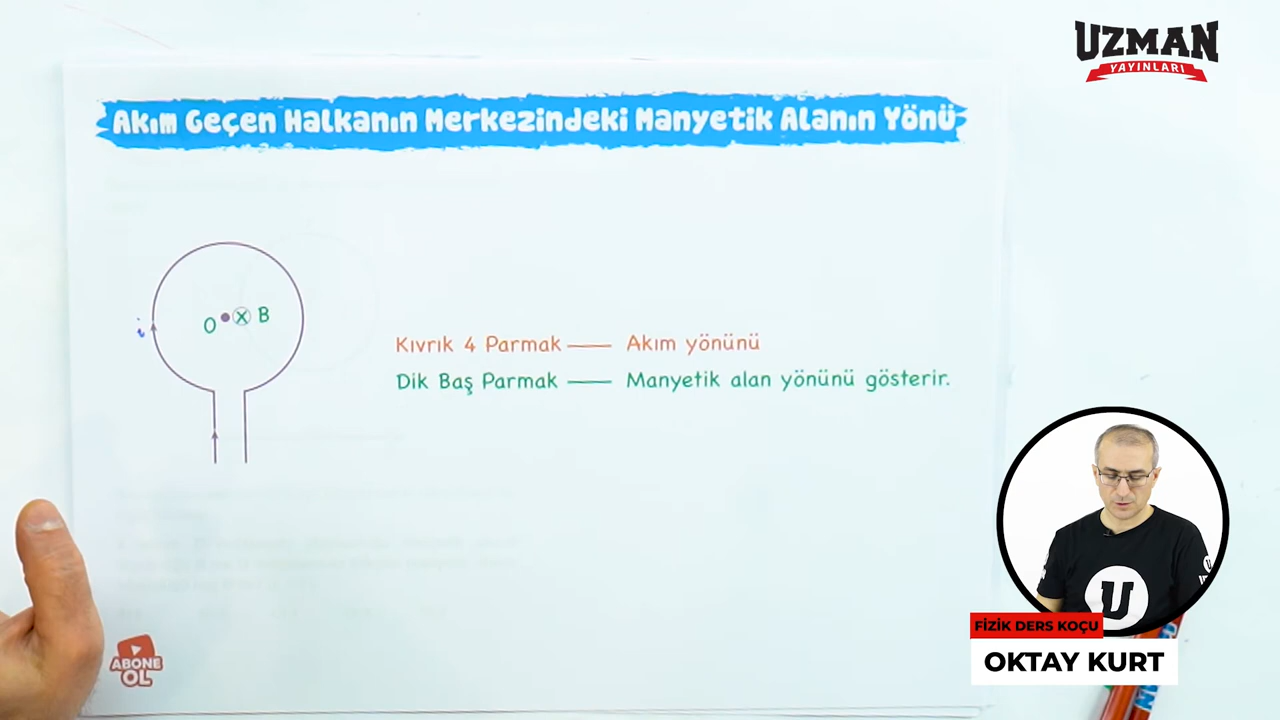 UZMAN
YAYINLARI
Akım Geçen Halkanın Merkezindeki Manyetik Alanın Yönü
i
O
X
B
Kıvrık 4 Parmak — Akım yönünü
Dik Baş Parmak — Manyetik alan yönünü gösterir.
U
FİZİK DERS KOÇU
OKTAY KURT
ABONE
OL